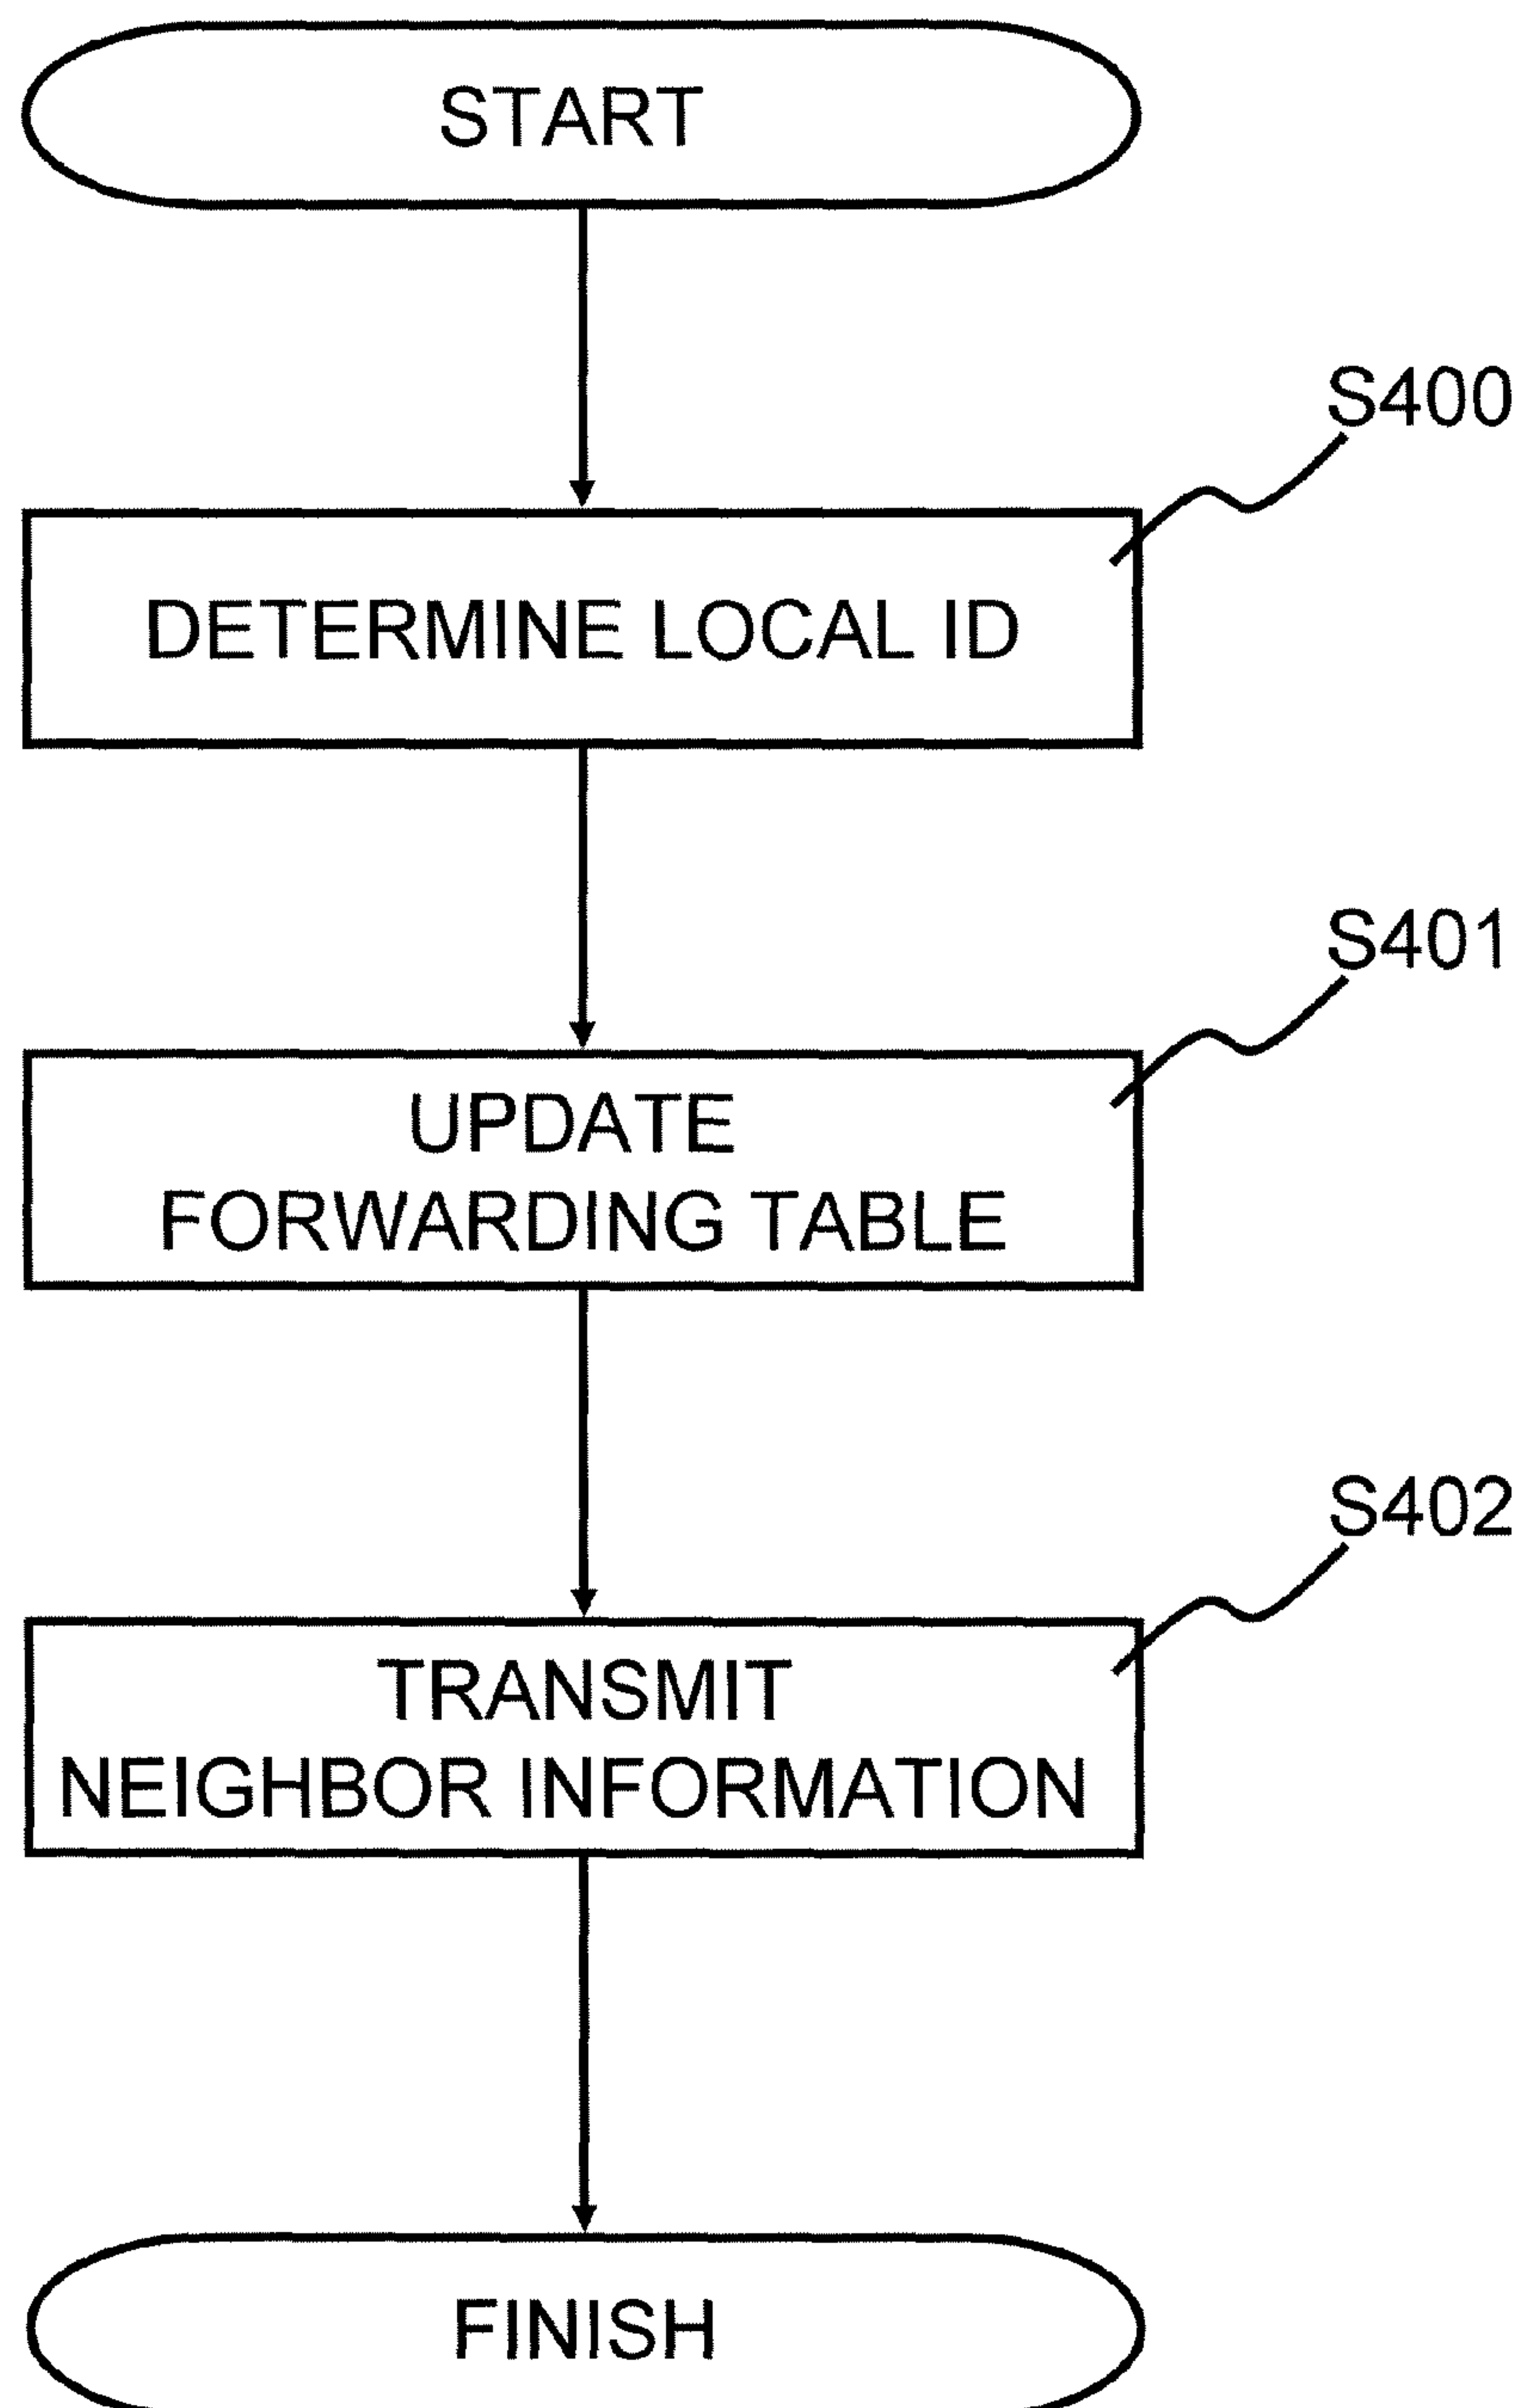 START
S400
DETERMINE LOCAL ID
S401
UPDATE
FORWARDING TABLE
S402
TRANSMIT
NEIGHBOR INFORMATION
FINISH